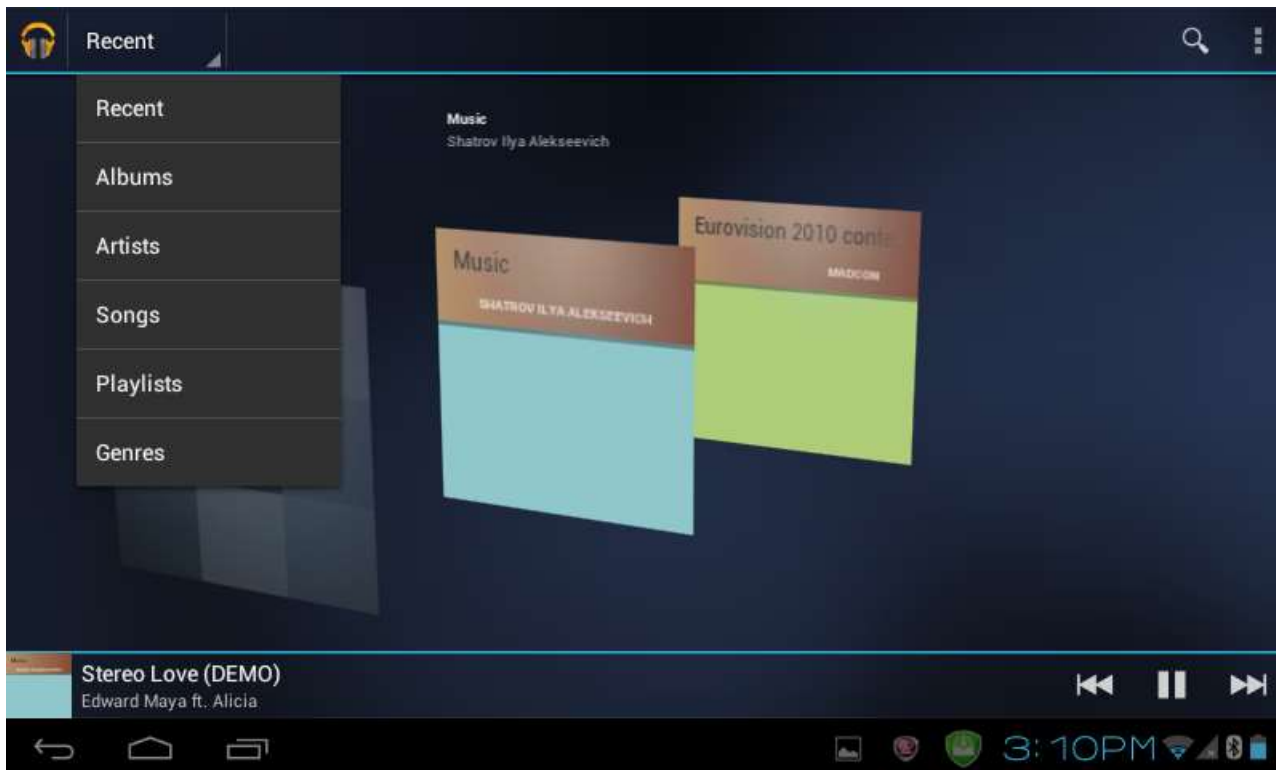 Recent
Recent
Albums
Artists
Songs
Playlists
Genres
Music
Shatrov Ilya Alekseevich
Music
SHATROV ILYA ALEKSEEVICH
Eurovision 2010 conte
MADCON
Stereo Love (DEMO)
Edward Maya ft. Alicia
3:10PM